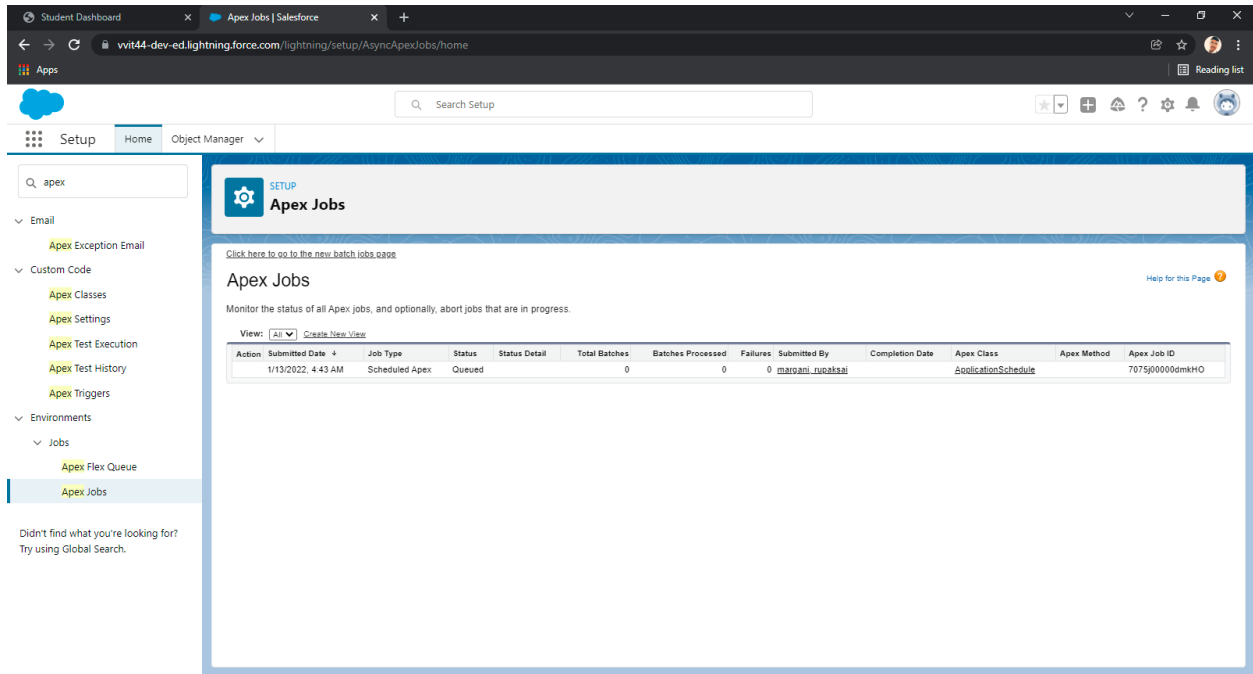 Student Dashboard
Apex Jobs | Salesforce
vvit44-dev-ed.lightning.force.com/lightning/setup/AsyncApexJobs/home
Apps
Reading list
Search Setup
Setup Home Object Manager
apex
Email
Apex Exception Email
Custom Code
Apex Classes
Apex Settings
Apex Test Execution
Apex Test History
Apex Triggers
Environments
Jobs
Apex Flex Queue
Apex Jobs
Didn't find what you're looking for?
Try using Global Search.
SETUP
Apex Jobs
Click here to go to the new batch jobs page
Apex Jobs
Help for this Page ?
Monitor the status of all Apex jobs, and optionally, abort jobs that are in progress.
View: All Create New View
Action Submitted Date Job Type Status Status Detail Total Batches Batches Processed Failures Submitted By Completion Date Apex Class Apex Method Apex Job ID
1/13/2022, 4:43 AM Scheduled Apex Queued 0 0 0 margani, rupaksai ApplicationSchedule 7075j00000dmkHO